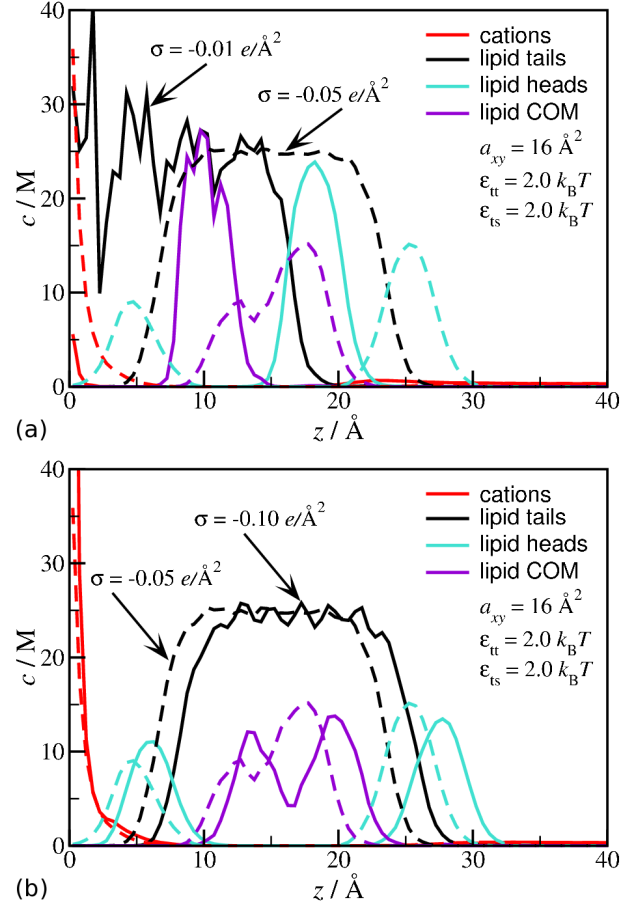 40
30
20
10
0
c / M
σ = -0.01 e/Å²
σ = -0.05 e/Å²
cations
lipid tails
lipid heads
lipid COM
a_xy = 16 Å²
ε_tt = 2.0 k_BT
ε_ts = 2.0 k_BT
0 10 20 30 40
z / Å
(a)
40
30
20
10
0
c / M
σ = -0.10 e/Å²
σ = -0.05 e/Å²
cations
lipid tails
lipid heads
lipid COM
a_xy = 16 Å²
ε_tt = 2.0 k_BT
ε_ts = 2.0 k_BT
0 10 20 30 40
z / Å
(b)